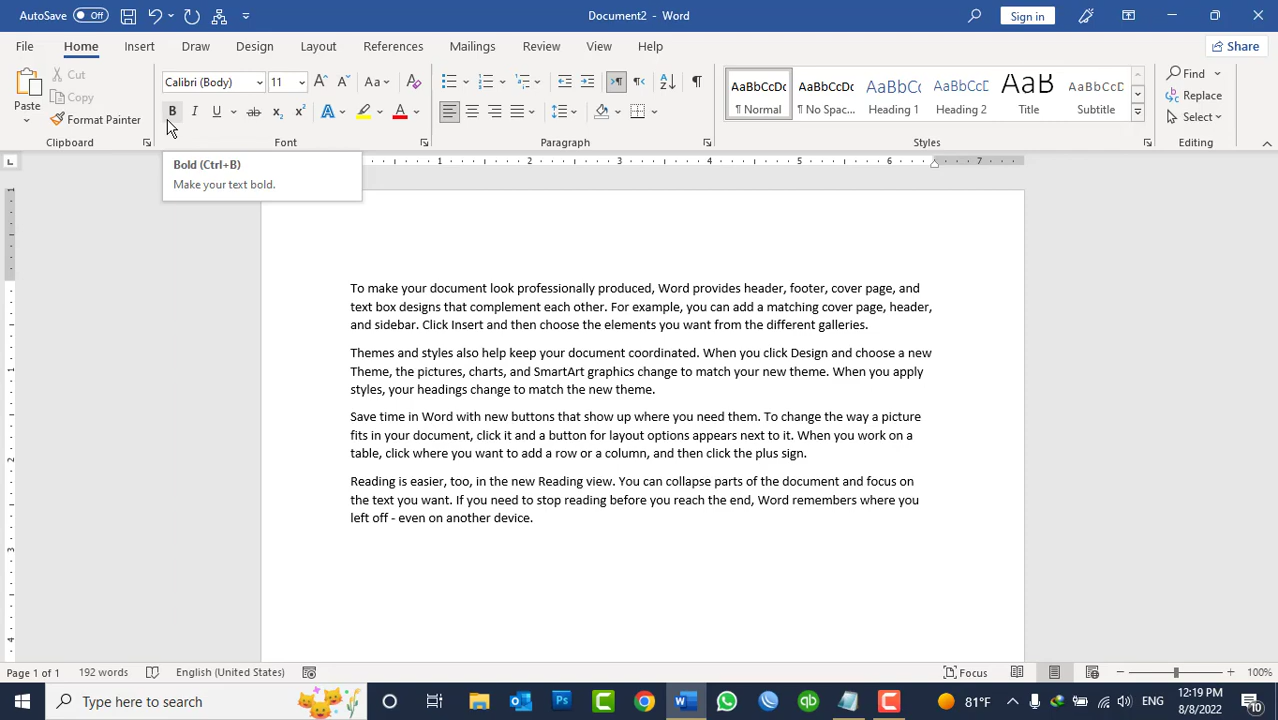 AutoSave Off Document2 - Word Sign in
File Home Insert Draw Design Layout References Mailings Review View Help Share
Paste Cut Copy Format Painter
Calibri (Body) 11 Aa
B I U ab x₂ x² A A
AaBbCcDc AaBbCcDc AaBbCc AaBbCcD AaB AaBbCcD
¶ Normal ¶ No Spac... Heading 1 Heading 2 Title Subtitle
Find
Replace
Select
Clipboard Font Paragraph Styles Editing
Bold (Ctrl+B)
Make your text bold.
1 2 3 4 5 6 7
To make your document look professionally produced, Word provides header, footer, cover page, and
text box designs that complement each other. For example, you can add a matching cover page, header,
and sidebar. Click Insert and then choose the elements you want from the different galleries.
Themes and styles also help keep your document coordinated. When you click Design and choose a new
Theme, the pictures, charts, and SmartArt graphics change to match your new theme. When you apply
styles, your headings change to match the new theme.
Save time in Word with new buttons that show up where you need them. To change the way a picture
fits in your document, click it and a button for layout options appears next to it. When you work on a
table, click where you want to add a row or a column, and then click the plus sign.
Reading is easier, too, in the new Reading view. You can collapse parts of the document and focus on
the text you want. If you need to stop reading before you reach the end, Word remembers where you
left off - even on another device.
Page 1 of 1 192 words English (United States) Focus 100%
Type here to search 81°F ENG 12:19 PM
8/8/2022
10